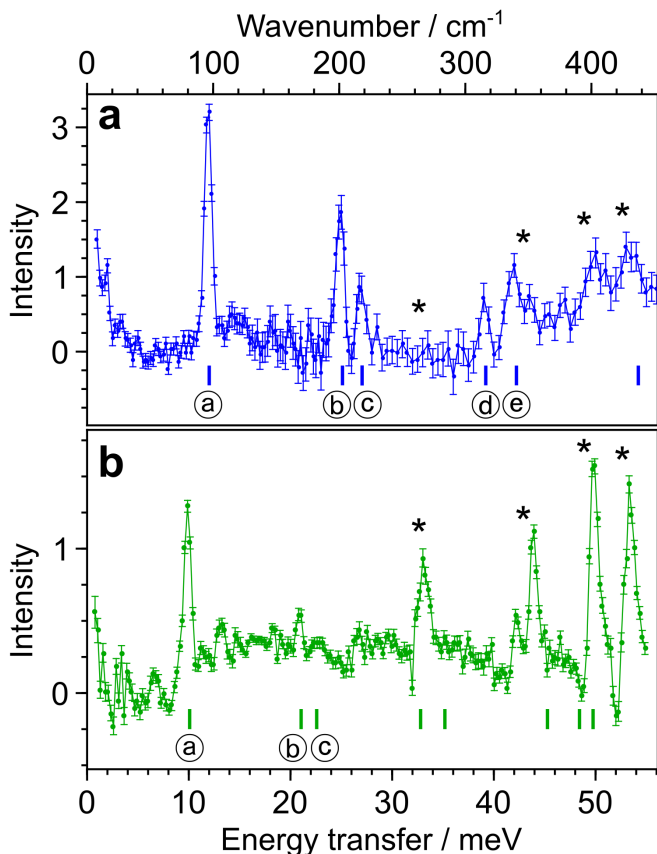 Wavenumber / cm⁻¹
0 100 200 300 400
a
3
2
1
0
Intensity
* * * *
a b c d e
b
1
0
Intensity
* * * *
a b c
0 10 20 30 40 50
Energy transfer / meV